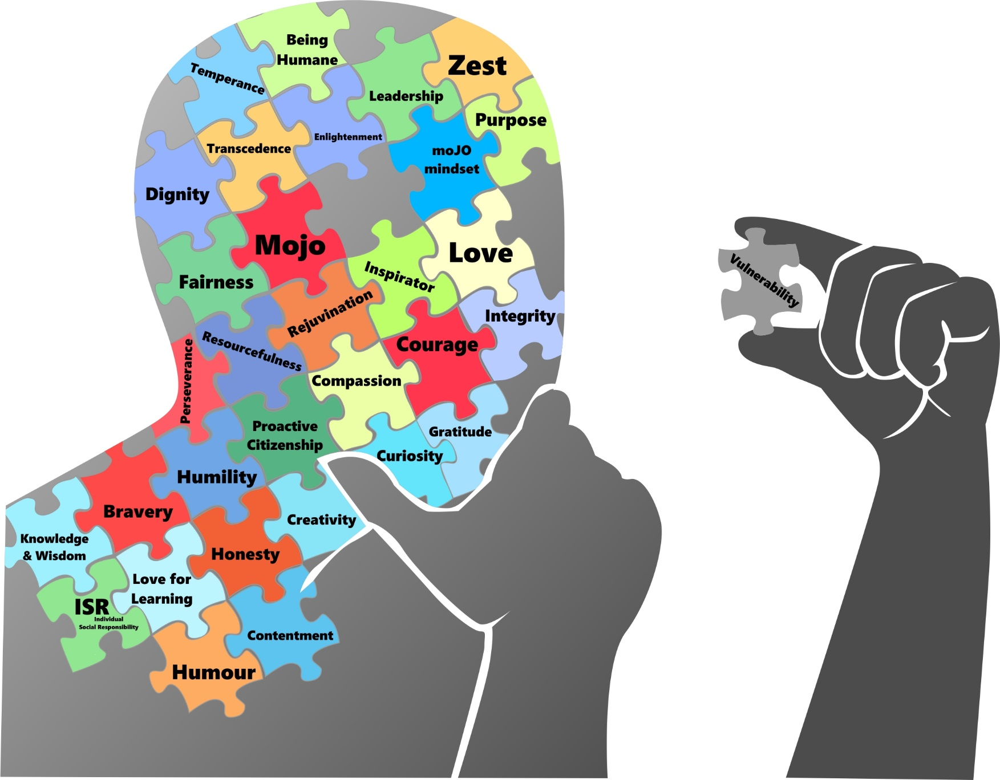 Being
Humane
Zest
Temperance
Leadership
Purpose
Enlightenment
Transcedence
moJO
mindset
Dignity
Mojo
Love
Inspirator
Vulnerability
Fairness
Rejuvination
Integrity
Resourcefulness
Courage
Perseverance
Compassion
Proactive
Citizenship
Gratitude
Curiosity
Humility
Bravery
Creativity
Knowledge
& Wisdom
Honesty
Love for
Learning
ISR
Individual
Social Responsibility
Contentment
Humour